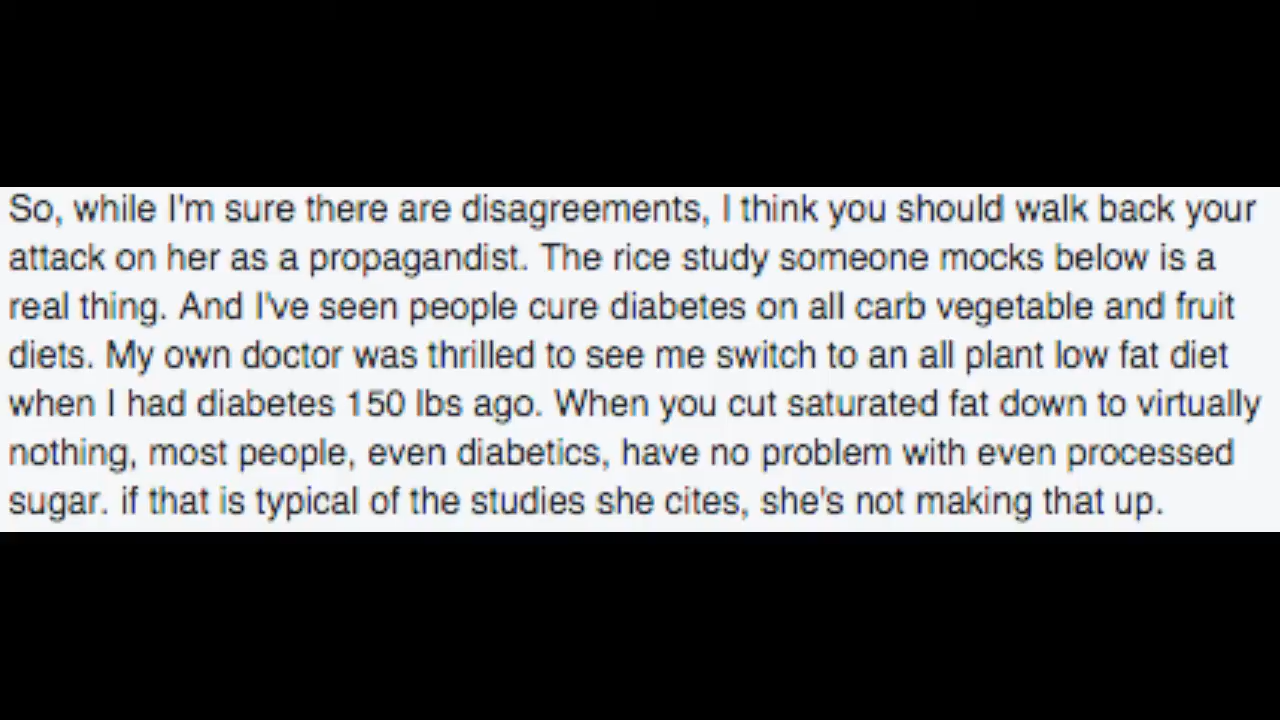 So, while I'm sure there are disagreements, I think you should walk back your
attack on her as a propagandist. The rice study someone mocks below is a
real thing. And I've seen people cure diabetes on all carb vegetable and fruit
diets. My own doctor was thrilled to see me switch to an all plant low fat diet
when I had diabetes 150 lbs ago. When you cut saturated fat down to virtually
nothing, most people, even diabetics, have no problem with even processed
sugar. if that is typical of the studies she cites, she's not making that up.